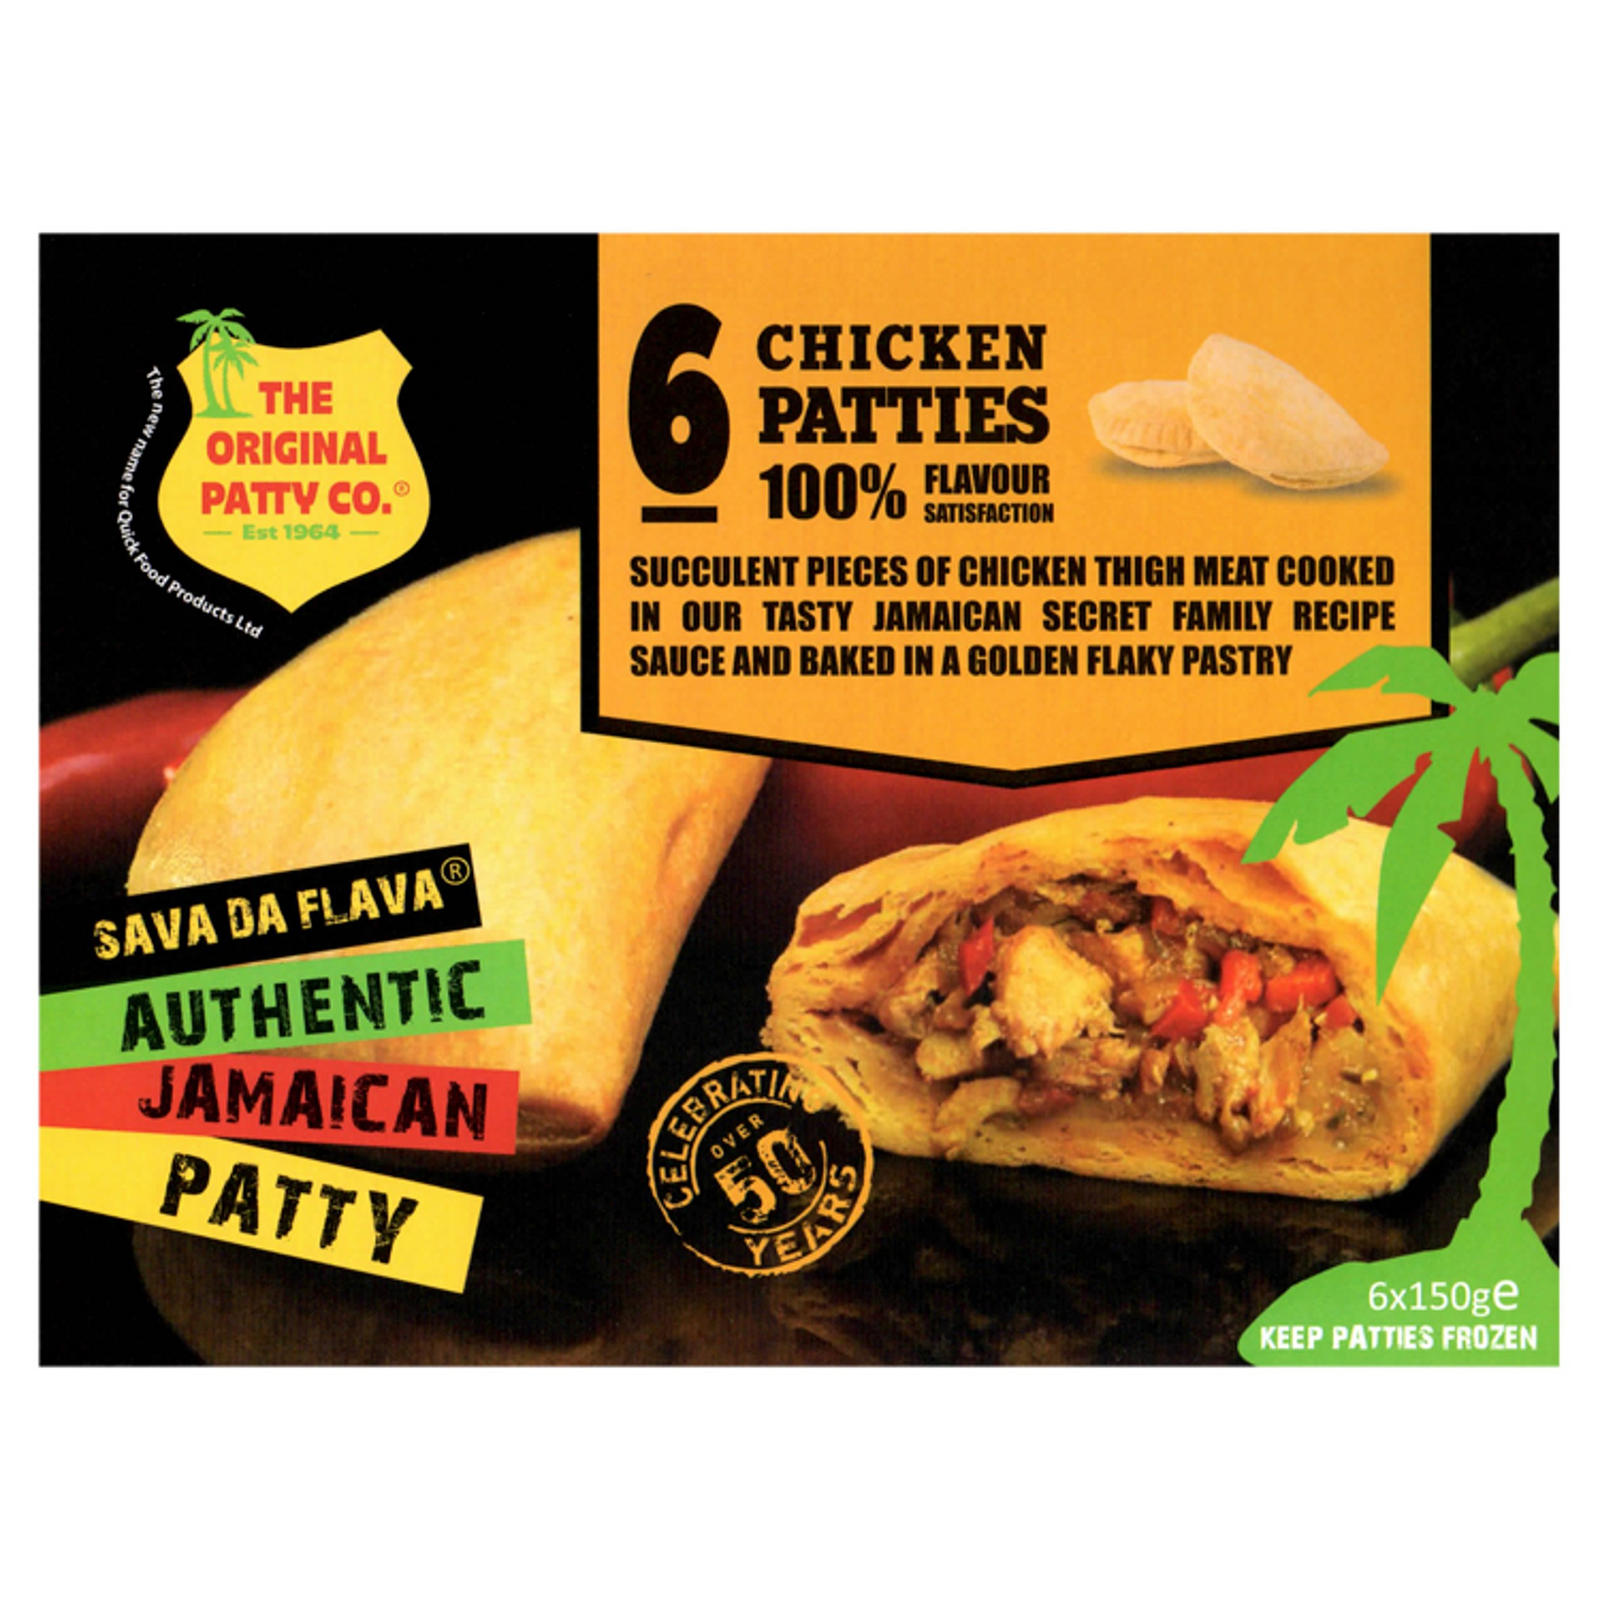 The new name for Quick Food Products Ltd
THE
ORIGINAL
PATTY CO.®
Est 1964
6
CHICKEN
PATTIES
100% FLAVOUR
SATISFACTION
SUCCULENT PIECES OF CHICKEN THIGH MEAT COOKED
IN OUR TASTY JAMAICAN SECRET FAMILY RECIPE
SAUCE AND BAKED IN A GOLDEN FLAKY PASTRY
SAVA DA FLAVA®
AUTHENTIC
JAMAICAN
PATTY
CELEBRATING
OVER
50
YEARS
6x150ge
KEEP PATTIES FROZEN